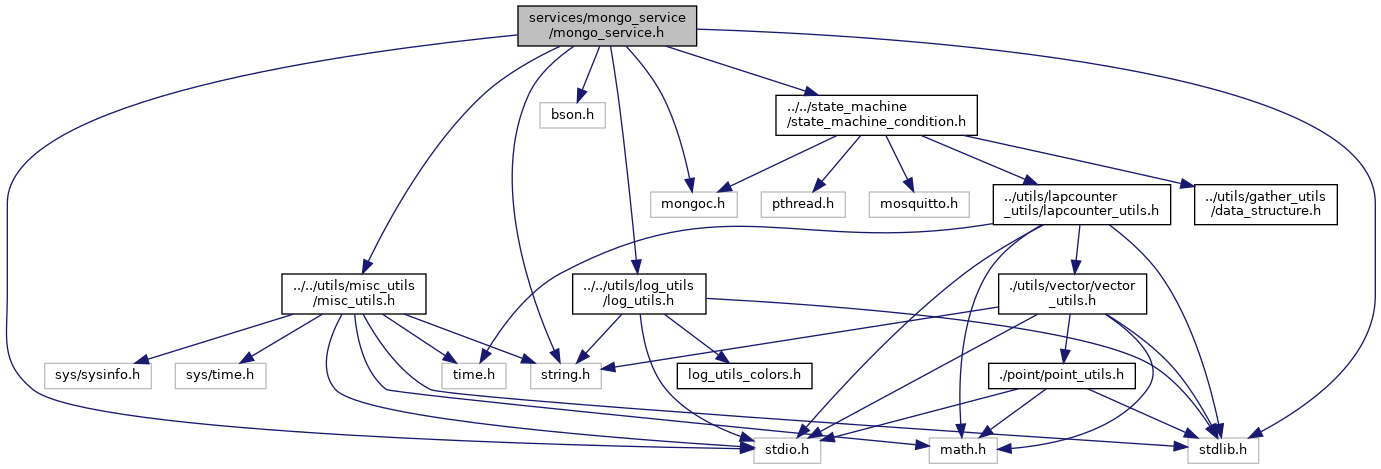 services/mongo_service
/mongo_service.h
bson.h
../../state_machine
/state_machine_condition.h
mongoc.h
pthread.h
mosquitto.h
../utils/lapcounter
_utils/lapcounter_utils.h
../utils/gather_utils
/data_structure.h
../../utils/misc_utils
/misc_utils.h
../../utils/log_utils
/log_utils.h
./utils/vector/vector
_utils.h
sys/sysinfo.h
sys/time.h
time.h
string.h
log_utils_colors.h
./point/point_utils.h
stdio.h
math.h
stdlib.h